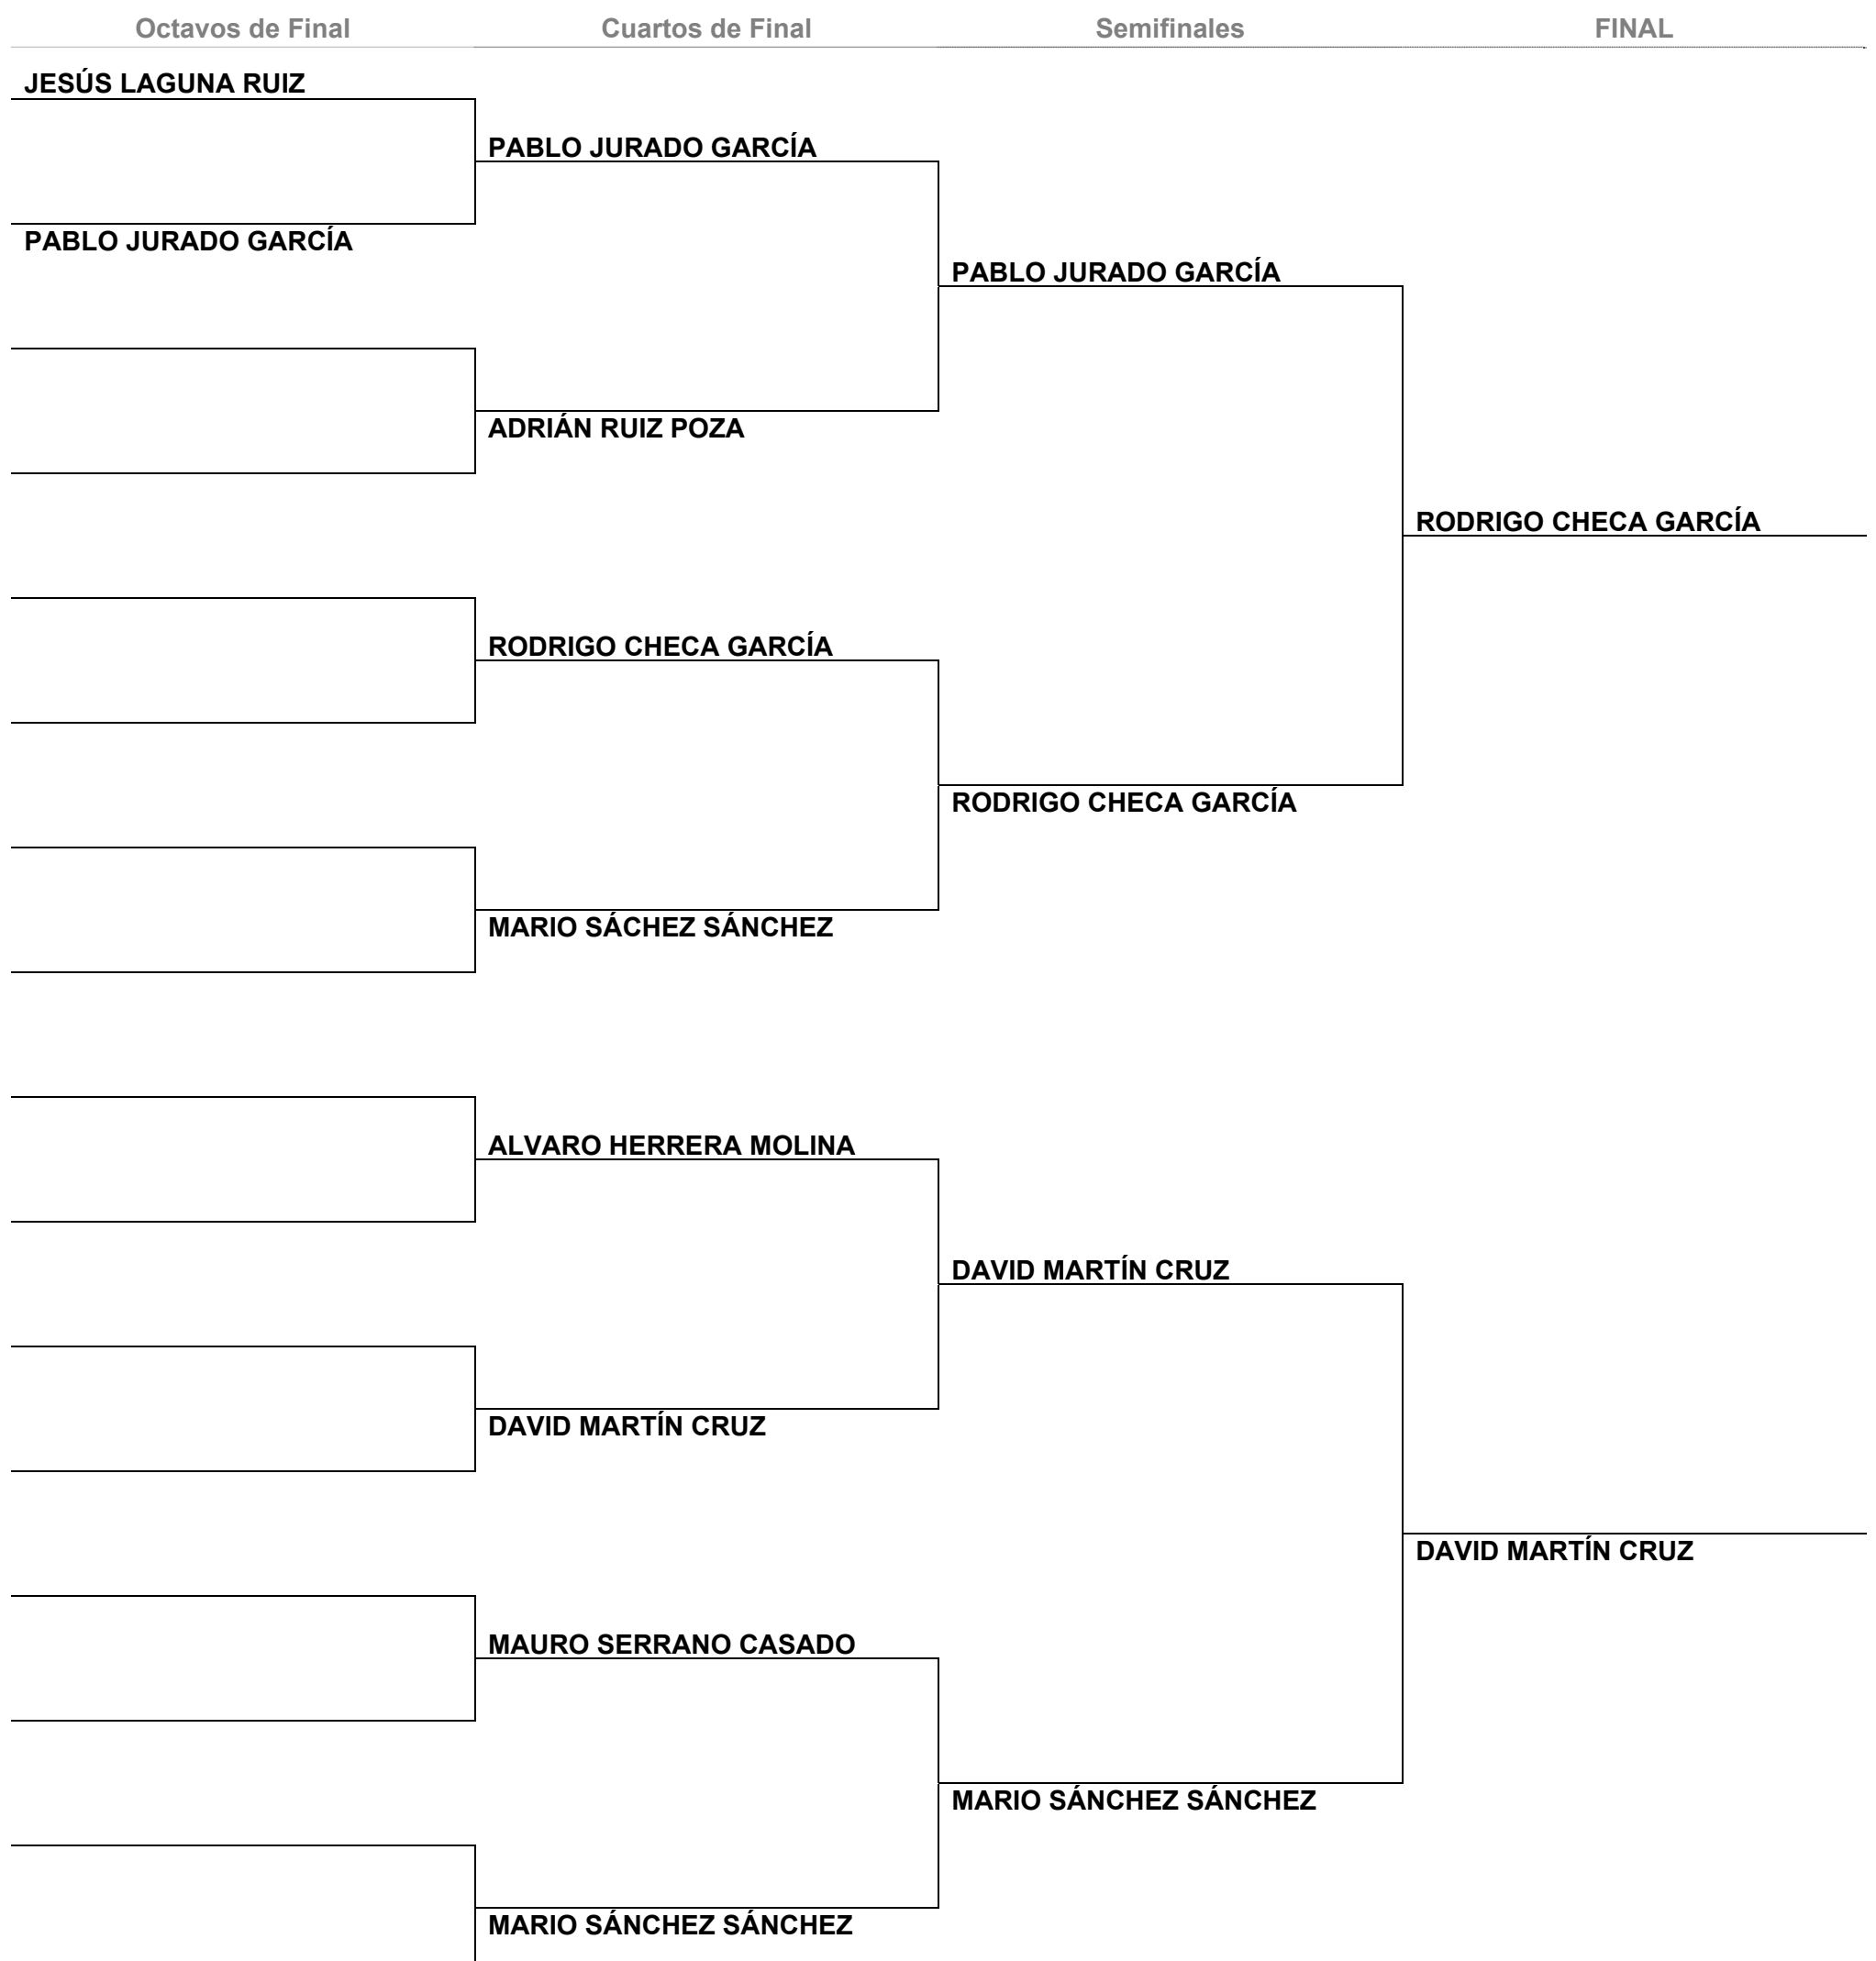 Octavos de Final
Cuartos de Final
Semifinales
FINAL
JESÚS LAGUNA RUIZ
PABLO JURADO GARCÍA
PABLO JURADO GARCÍA
PABLO JURADO GARCÍA
ADRIÁN RUIZ POZA
RODRIGO CHECA GARCÍA
RODRIGO CHECA GARCÍA
RODRIGO CHECA GARCÍA
MARIO SÁCHEZ SÁNCHEZ
ALVARO HERRERA MOLINA
DAVID MARTÍN CRUZ
DAVID MARTÍN CRUZ
DAVID MARTÍN CRUZ
MAURO SERRANO CASADO
MARIO SÁNCHEZ SÁNCHEZ
MARIO SÁNCHEZ SÁNCHEZ